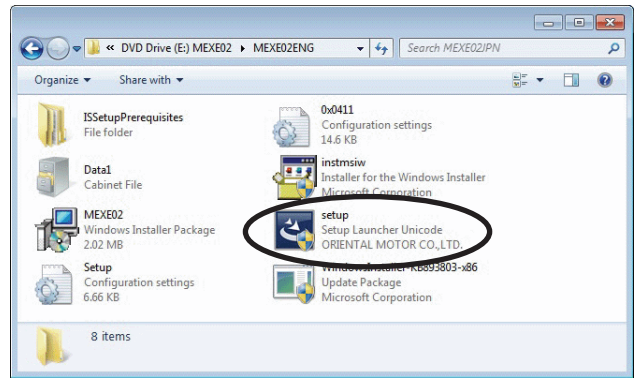 « DVD Drive (E:) MEXE02 ▸ MEXE02ENG
Search MEXE02JPN
Organize ▼ Share with ▼
ISSetupPrerequisites
File folder
0x0411
Configuration settings
14.6 KB
Data1
Cabinet File
instmsiw
Installer for the Windows Installer
Microsoft Corporation
MEXE02
Windows Installer Package
2.02 MB
setup
Setup Launcher Unicode
ORIENTAL MOTOR CO.,LTD.
Setup
Configuration settings
6.66 KB
WindowsInstaller-KB893803-x86
Update Package
Microsoft Corporation
8 items